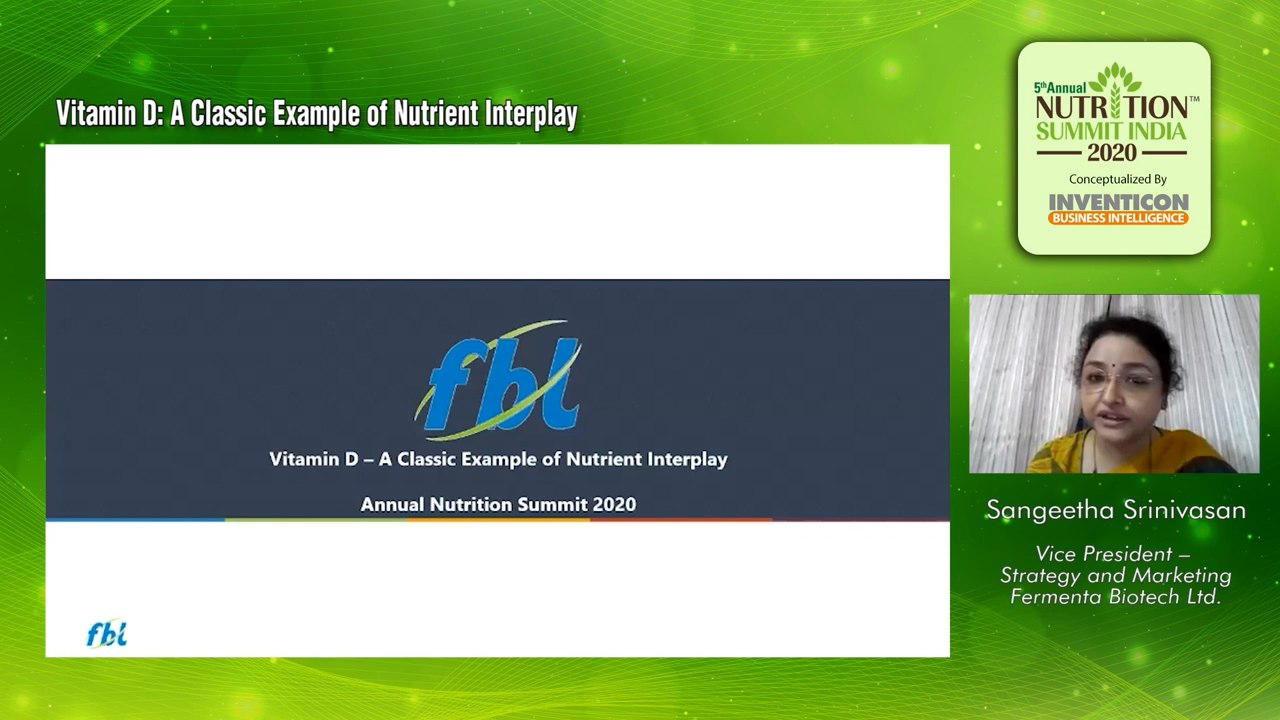 Vitamin D: A Classic Example of Nutrient Interplay
5th Annual
NUTRITION™
SUMMIT INDIA
2020
Conceptualized By
INVENTICON
BUSINESS INTELLIGENCE
fbl
Vitamin D – A Classic Example of Nutrient Interplay
Annual Nutrition Summit 2020
fbl
Sangeetha Srinivasan
Vice President –
Strategy and Marketing
Fermenta Biotech Ltd.